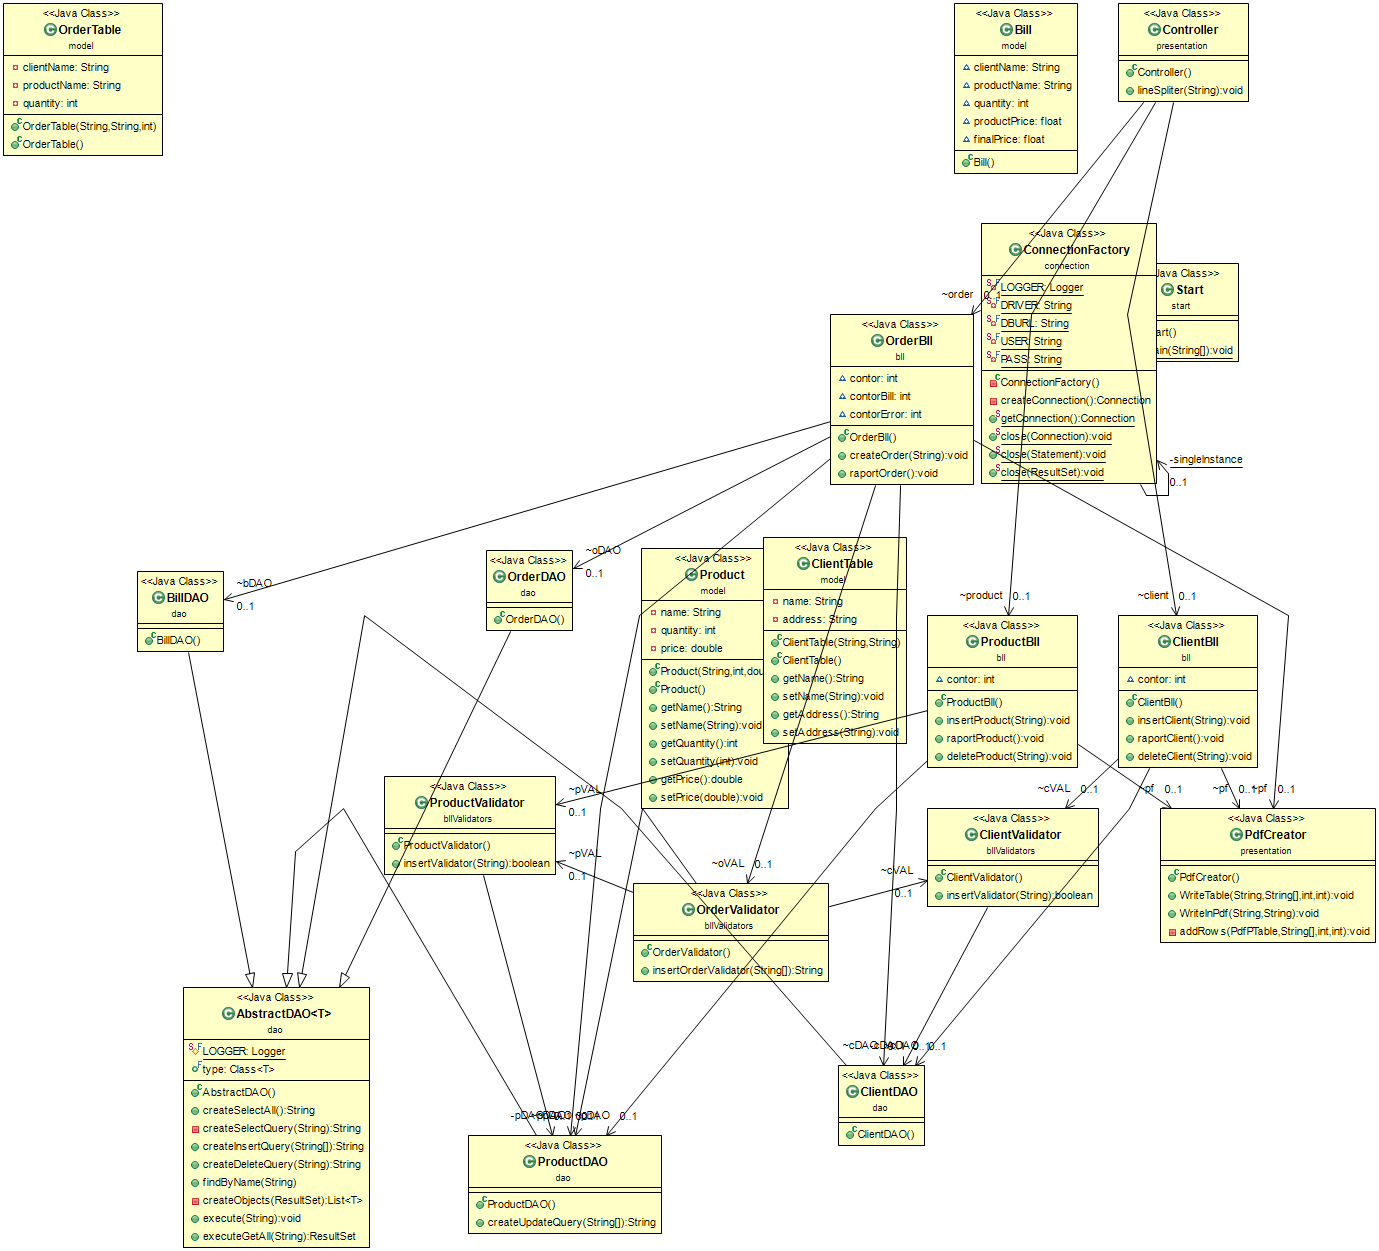 <<Java Class>>
OrderTable
model
clientName: String
productName: String
quantity: int
OrderTable(String,String,int)
OrderTable()
<<Java Class>>
Bill
model
clientName: String
productName: String
quantity: int
productPrice: float
finalPrice: float
Bill()
<<Java Class>>
Controller
presentation
Controller()
lineSpliter(String):void
<<Java Class>>
ConnectionFactory
connection
LOGGER: Logger
DRIVER: String
DBURL: String
USER: String
PASS: String
ConnectionFactory()
createConnection():Connection
getConnection():Connection
close(Connection):void
close(Statement):void
close(ResultSet):void
Java Class>>
Start
start
art()
ain(String[]):void
-singleInstance
0..1
~order
0..1
<<Java Class>>
OrderBll
bll
contor: int
contorBill: int
contorError: int
OrderBll()
createOrder(String):void
raportOrder():void
~bDAO
0..1
~oDAO
0..1
<<Java Class>>
BillDAO
dao
BillDAO()
<<Java Class>>
OrderDAO
dao
OrderDAO()
<<Java Class>>
Product
model
name: String
quantity: int
price: double
Product(String,int,dou
Product()
getName():String
setName(String):void
getQuantity():int
setQuantity(int):void
getPrice():double
setPrice(double):void
<<Java Class>>
ClientTable
model
name: String
address: String
ClientTable(String,String)
ClientTable()
getName():String
setName(String):void
getAddress():String
setAddress(String):void
~product
0..1
~client
0..1
<<Java Class>>
ProductBll
bll
contor: int
ProductBll()
insertProduct(String):void
raportProduct():void
deleteProduct(String):void
<<Java Class>>
ClientBll
bll
contor: int
ClientBll()
insertClient(String):void
raportClient():void
deleteClient(String):void
~pVAL
0..1
~pVAL
0..1
~oVAL
0..1
~cVAL
0..1
~cVAL
0..1
~pf
0..1
~pf
0..1
~pf
0..1
<<Java Class>>
ProductValidator
bllValidators
ProductValidator()
insertValidator(String):boolean
<<Java Class>>
OrderValidator
bllValidators
OrderValidator()
insertOrderValidator(String[]):String
<<Java Class>>
ClientValidator
bllValidators
ClientValidator()
insertValidator(String):boolean
<<Java Class>>
PdfCreator
presentation
PdfCreator()
WriteTable(String,String[],int,int):void
WriteInPdf(String,String):void
addRows(PdfPTable,String[],int,int):void
<<Java Class>>
AbstractDAO<T>
dao
LOGGER: Logger
type: Class<T>
AbstractDAO()
createSelectAll():String
createSelectQuery(String):String
createInsertQuery(String[]):String
createDeleteQuery(String):String
findByName(String)
createObjects(ResultSet):List<T>
execute(String):void
executeGetAll(String):ResultSet
~cDAO
0..1
-pDAO
0..1
<<Java Class>>
ProductDAO
dao
ProductDAO()
createUpdateQuery(String[]):String
<<Java Class>>
ClientDAO
dao
ClientDAO()